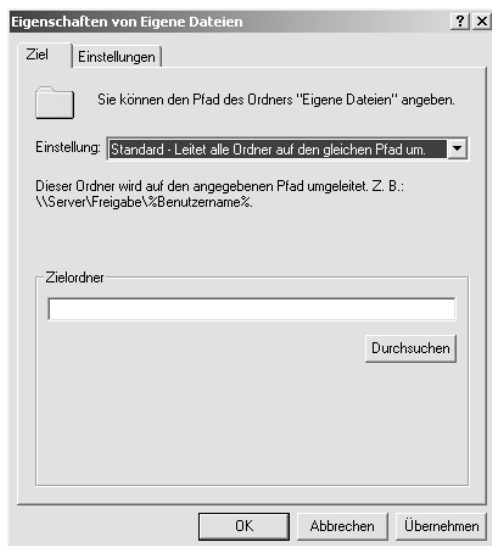 Eigenschaften von Eigene Dateien
Ziel
Einstellungen
Sie können den Pfad des Ordners "Eigene Dateien" angeben.
Einstellung: Standard - Leitet alle Ordner auf den gleichen Pfad um.
Dieser Ordner wird auf den angegebenen Pfad umgeleitet. Z. B.:
\\Server\Freigabe\%Benutzername%.
Zielordner
Durchsuchen
OK
Abbrechen
Übernehmen